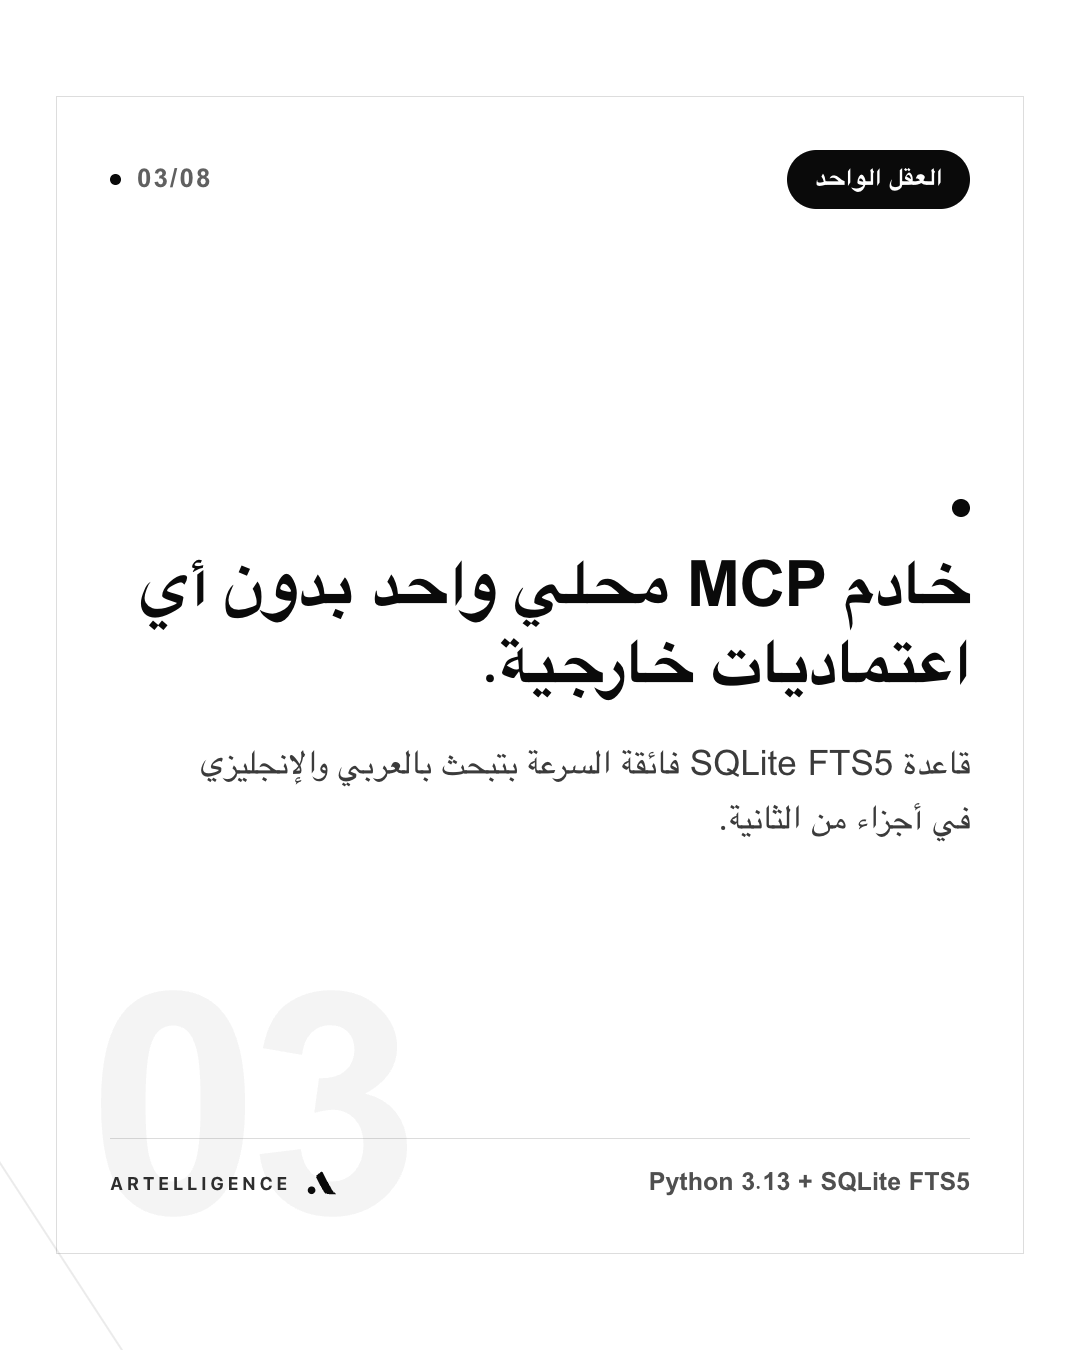 العقل الواحد
03/08
خادم MCP محلي واحد بدون أي
اعتماديات خارجية.
قاعدة SQLite FTS5 فائقة السرعة بتبحث بالعربي والإنجليزي
في أجزاء من الثانية.
03
Python 3.13 + SQLite FTS5
ARTELLIGENCE